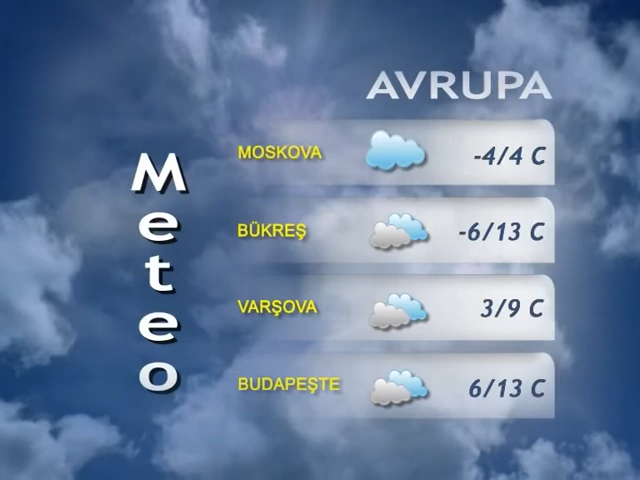 AVRUPA
Meteo
MOSKOVA -4/4 C
BÜKREŞ -6/13 C
VARŞOVA 3/9 C
BUDAPEŞTE 6/13 C